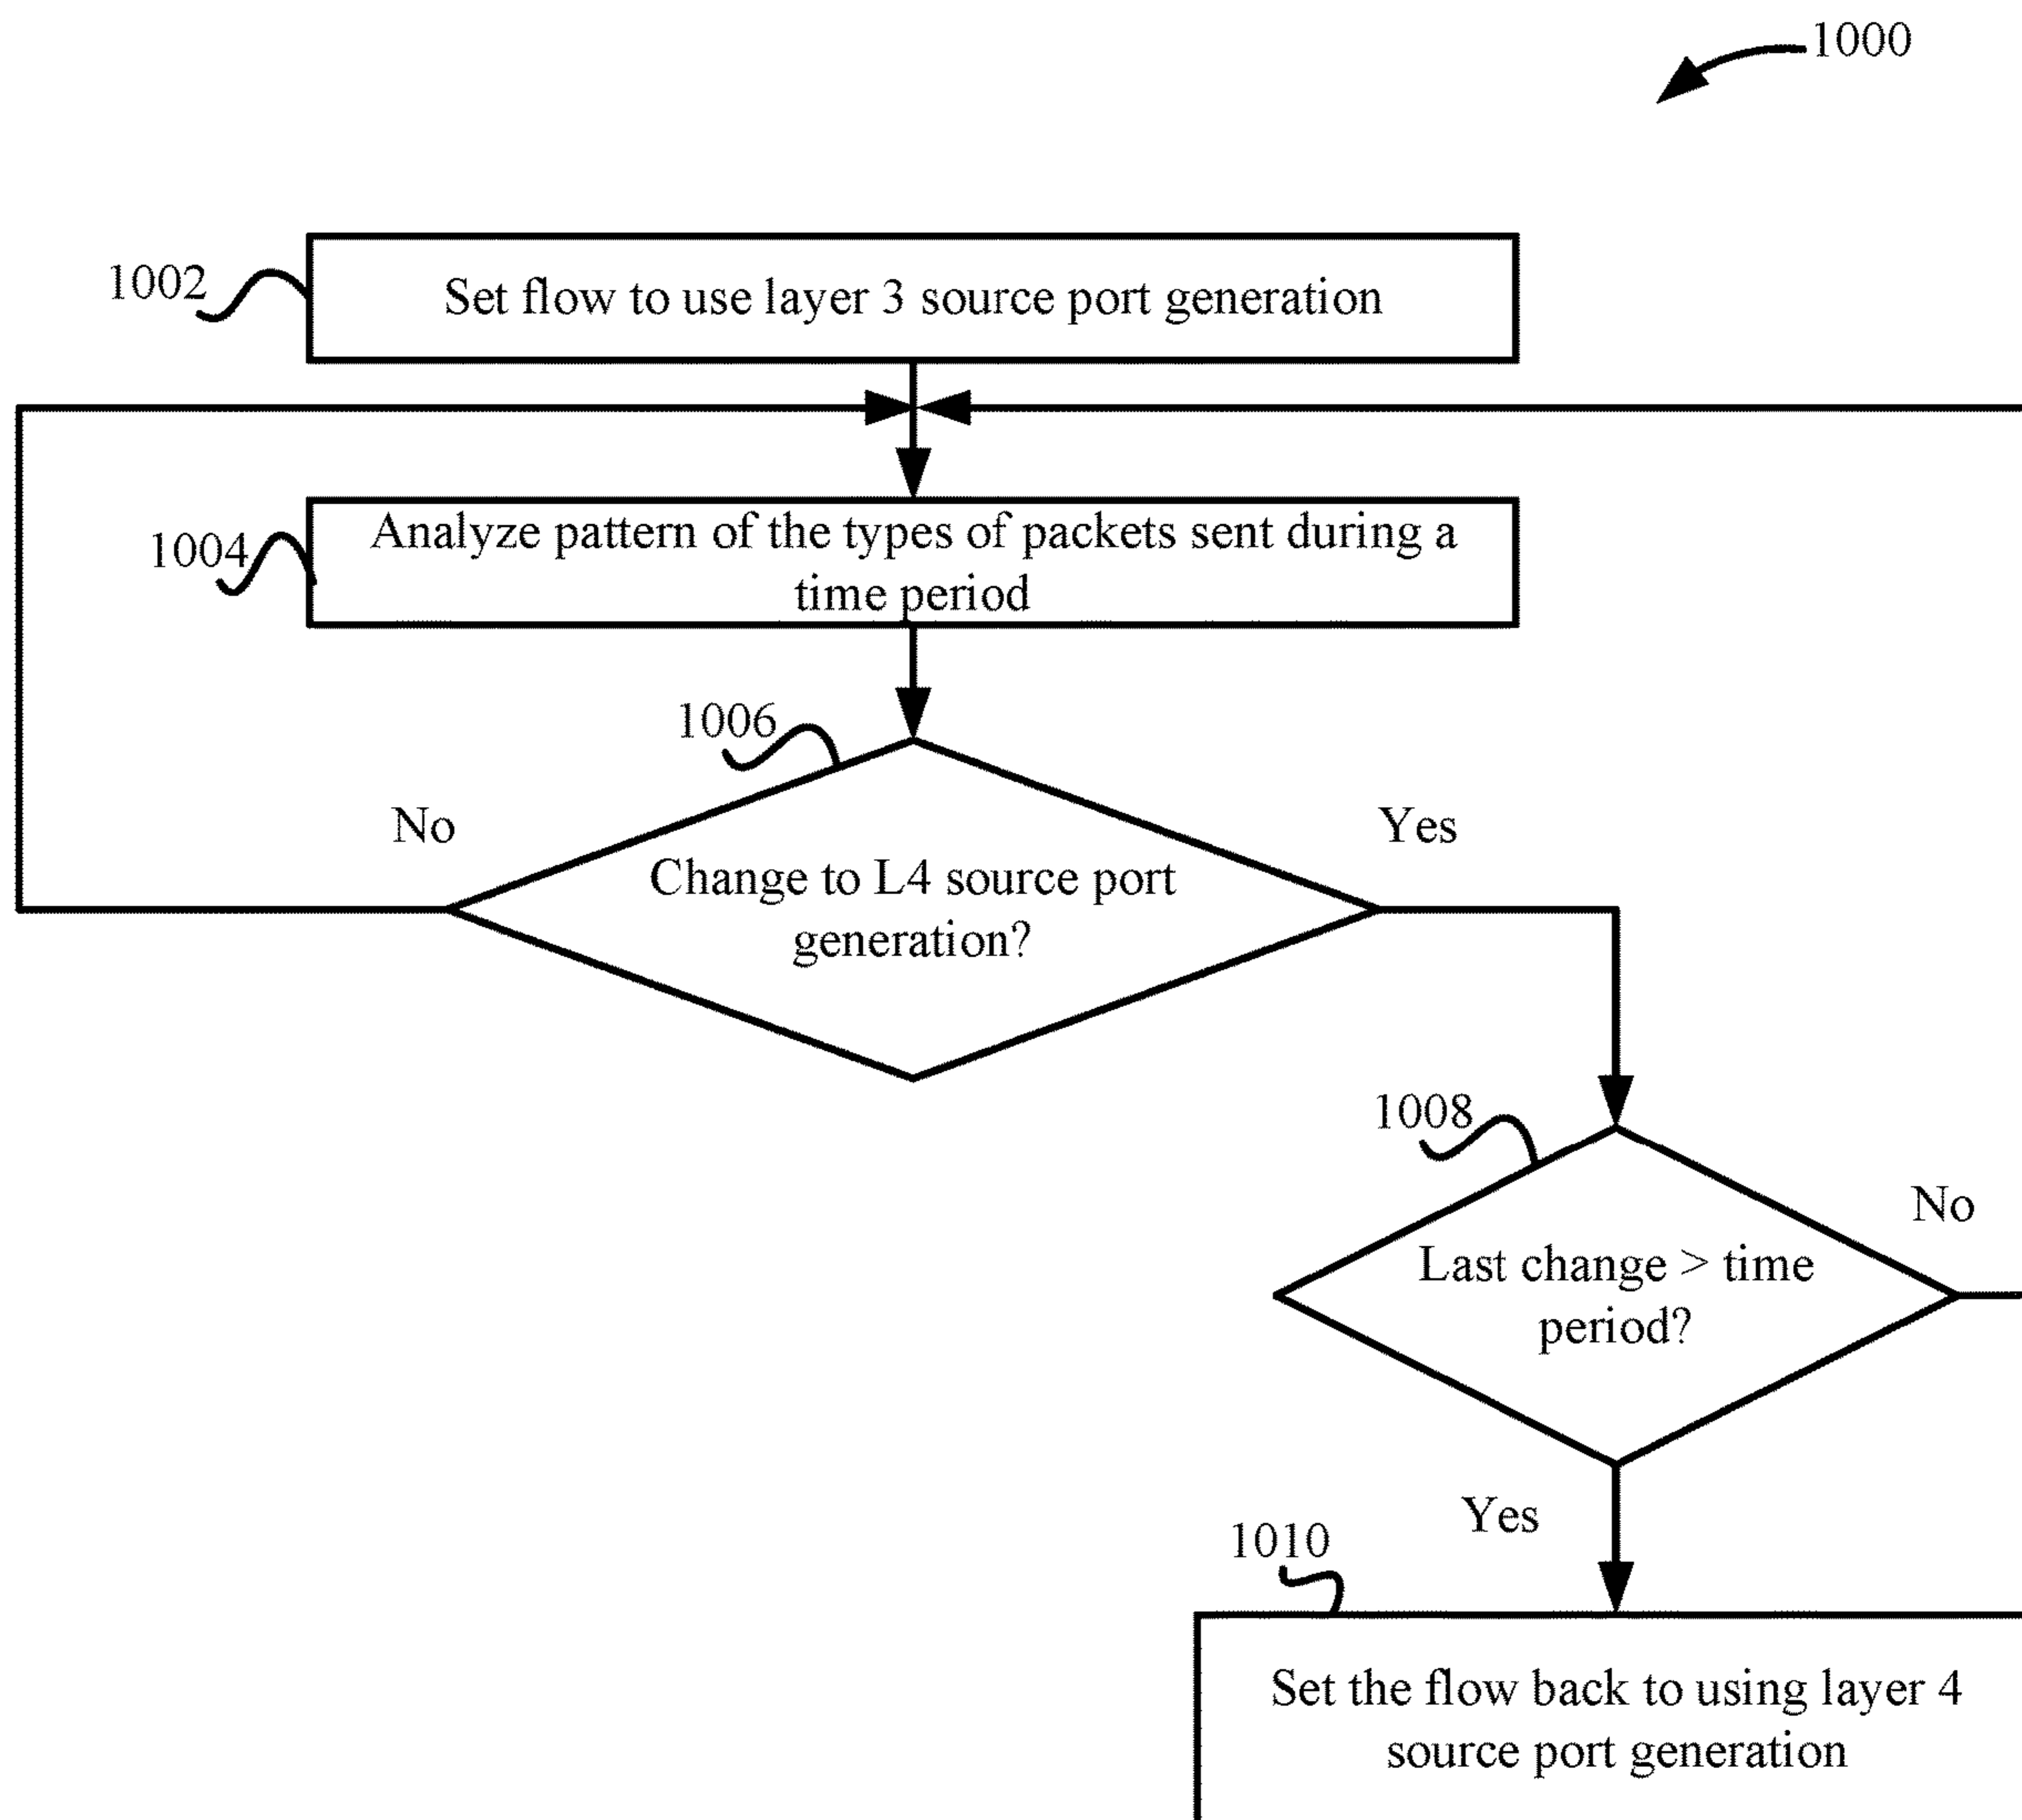 1000
1002
Set flow to use layer 3 source port generation
1004
Analyze pattern of the types of packets sent during a
time period
1006
No
Yes
Change to L4 source port
generation?
1008
No
Last change > time
period?
Yes
1010
Set the flow back to using layer 4
source port generation